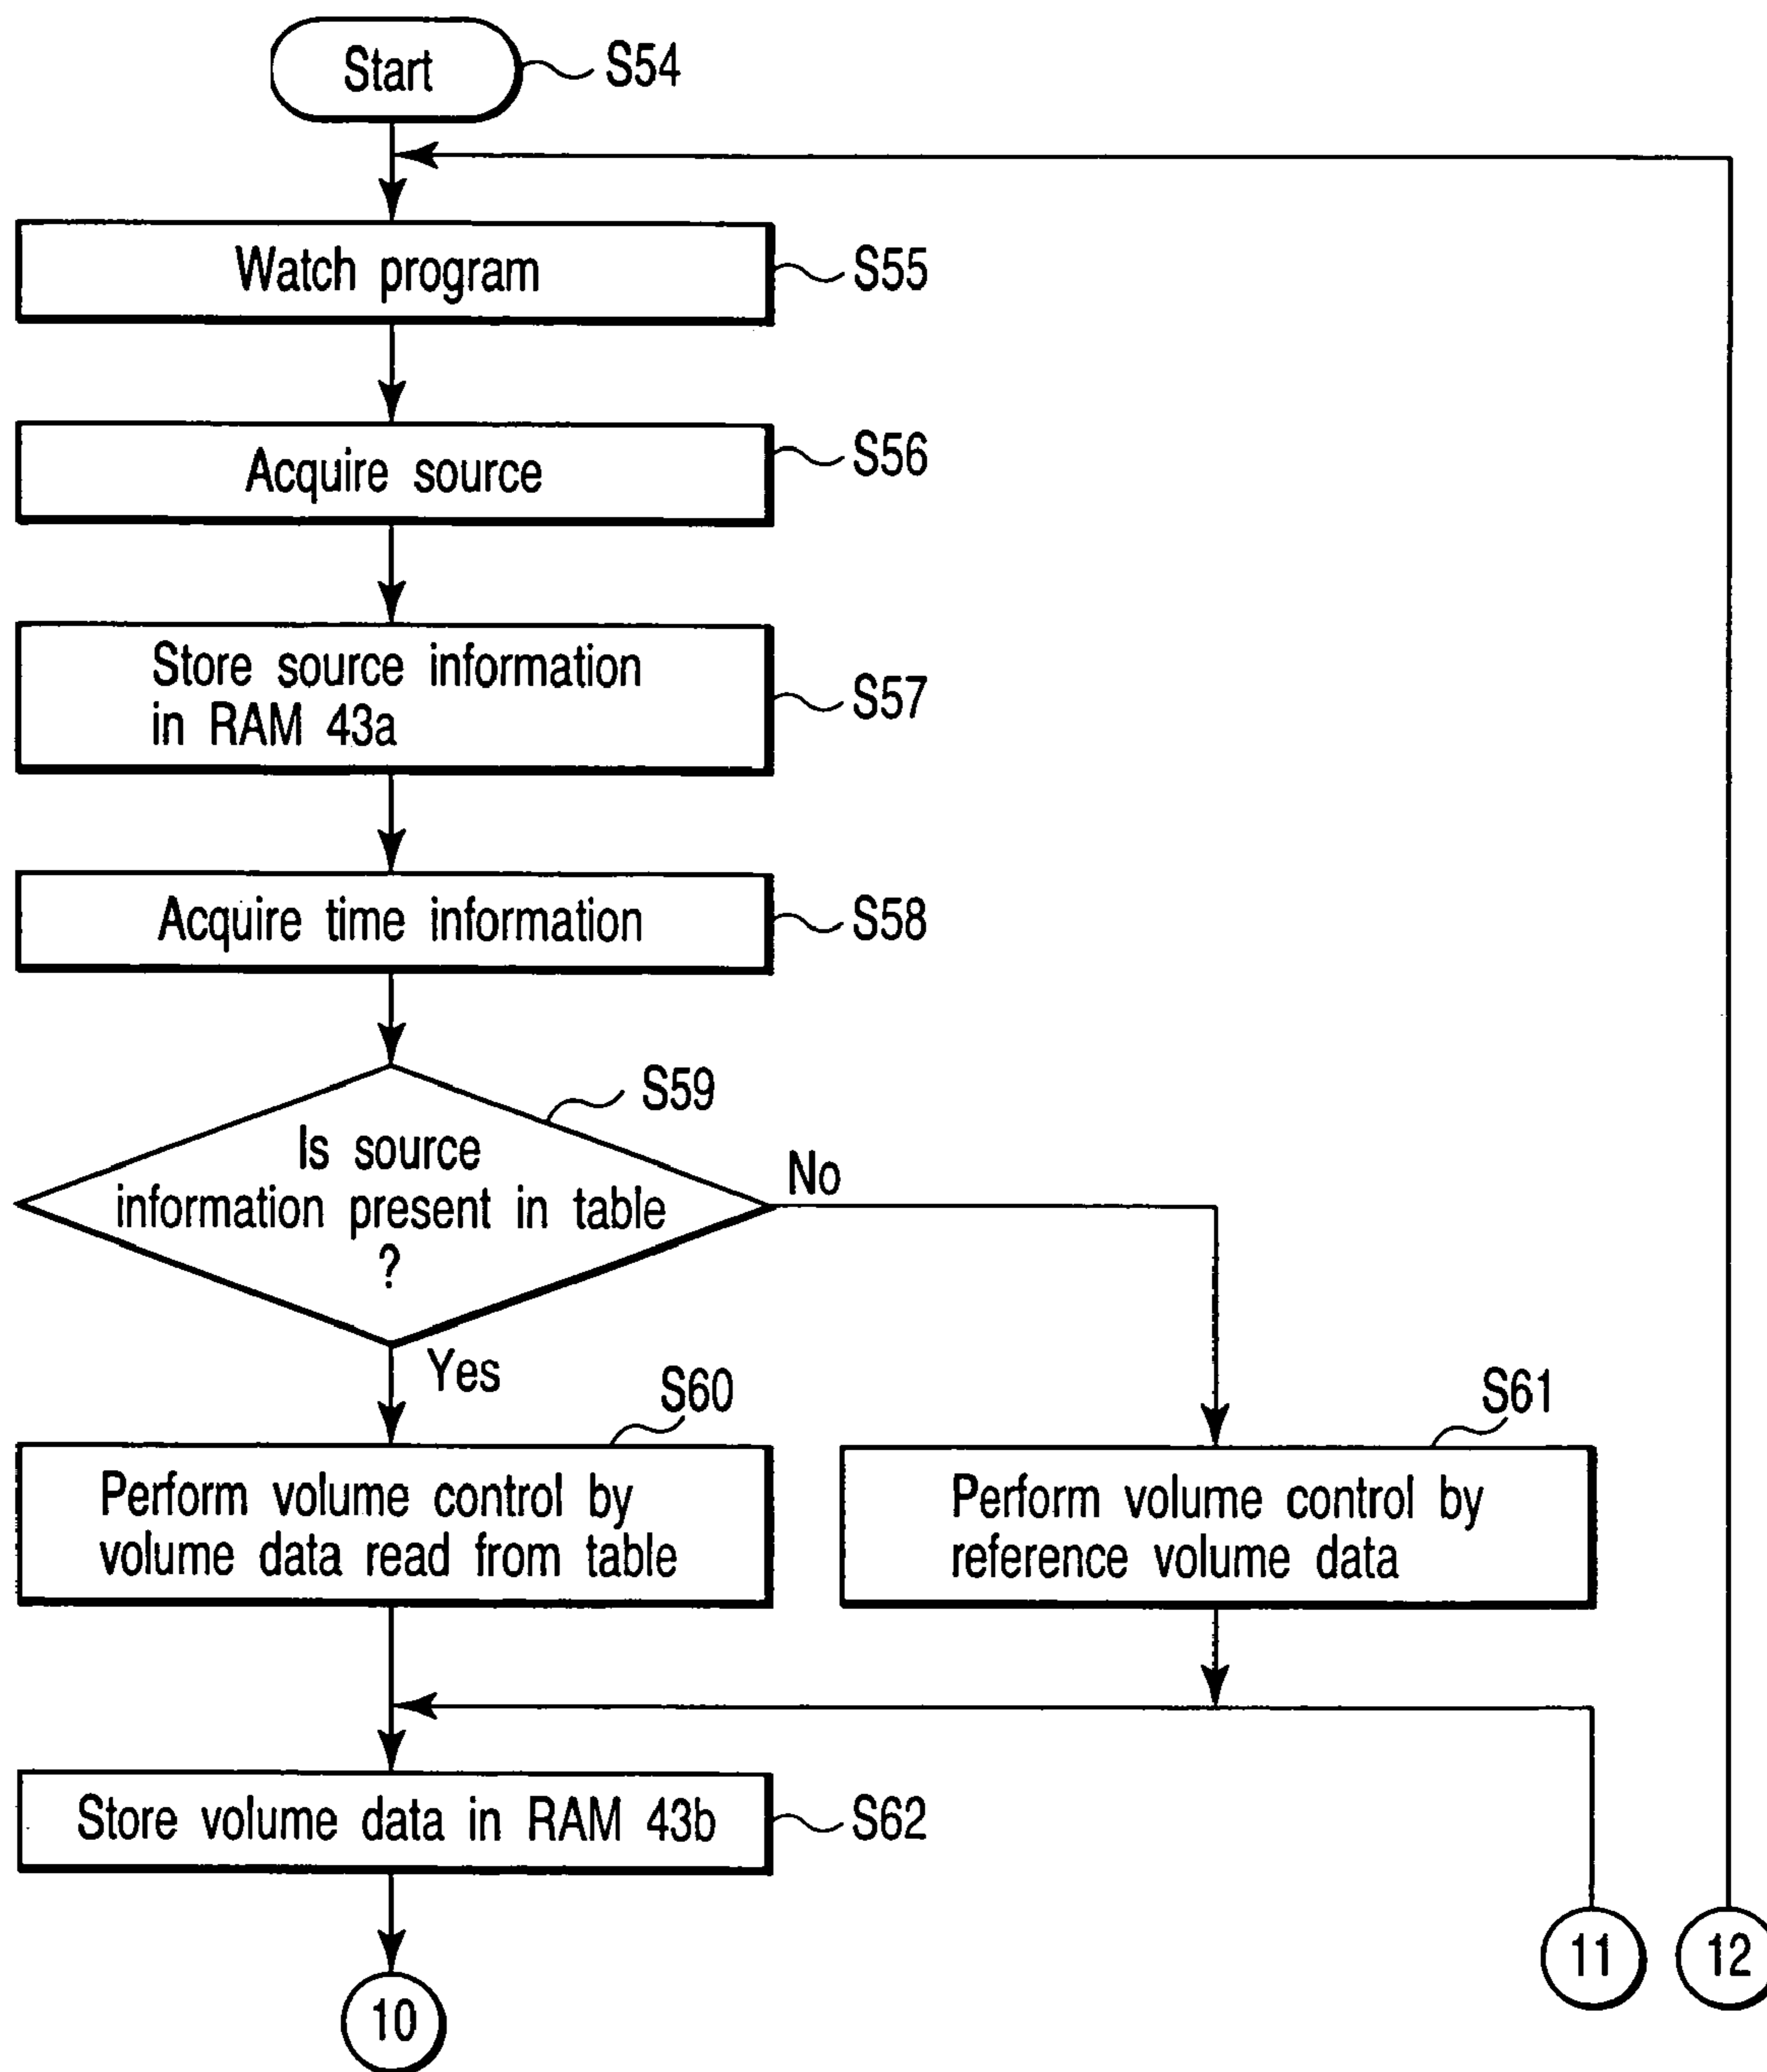 Start
S54
Watch program
S55
Acquire source
S56
Store source information
in RAM 43a
S57
Acquire time information
S58
S59
Is source
information present in table
?
No
Yes
S60
S61
Perform volume control by
volume data read from table
Perform volume control by
reference volume data
Store volume data in RAM 43b
S62
11
12
10